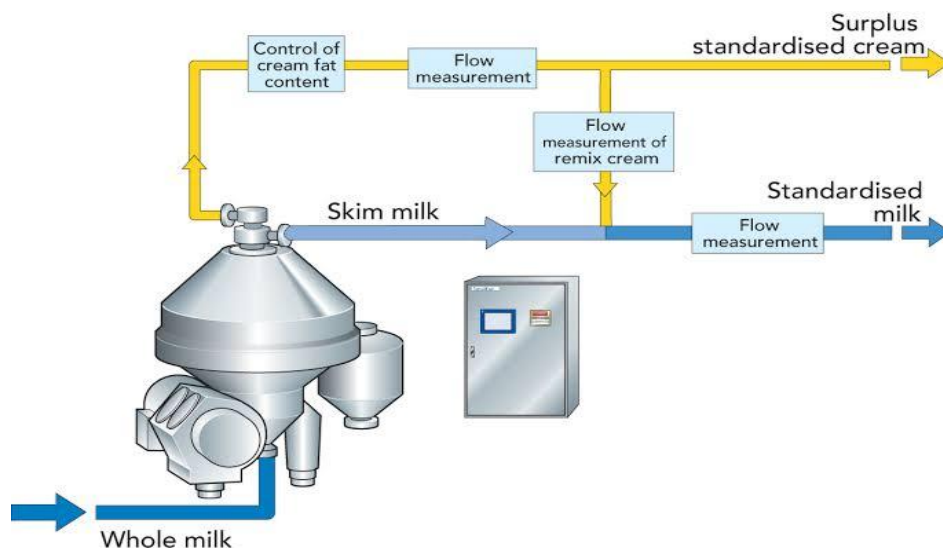 Surplus
standardised cream
Control of
cream fat
content
Flow
measurement
Flow
measurement of
remix cream
Standardised
milk
Skim milk
Flow
measurement
Whole milk